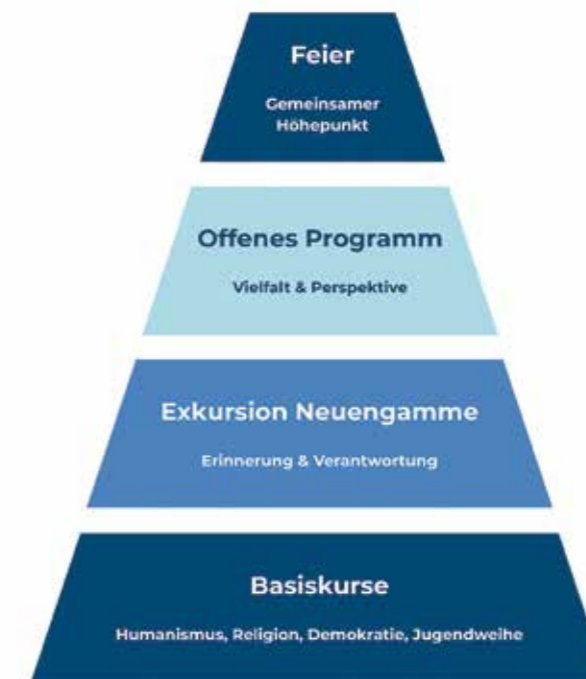 Feier
Gemeinsamer
Höhepunkt
Offenes Programm
Vielfalt & Perspektive
Exkursion Neuengamme
Erinnerung & Verantwortung
Basiskurse
Humanismus, Religion, Demokratie, Jugendweihe